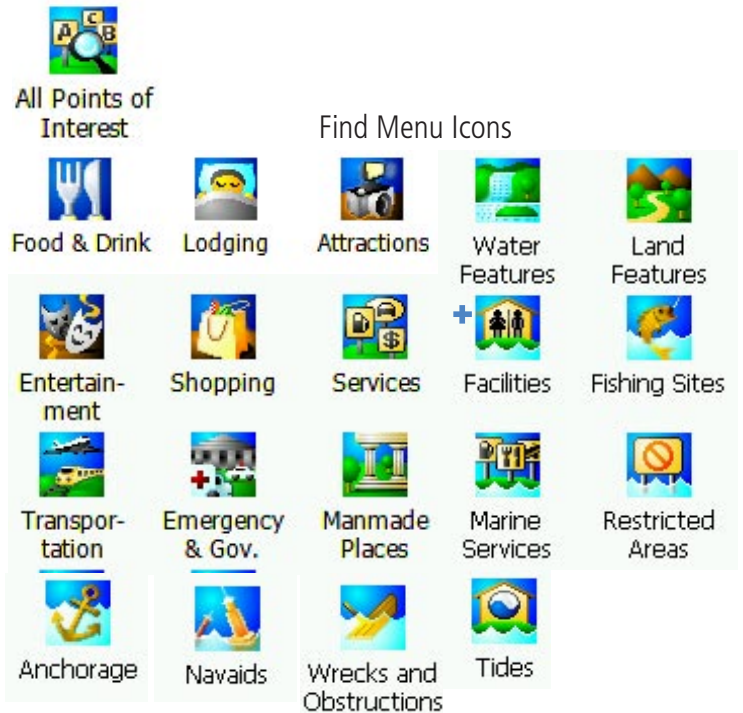 A C B
All Points of
Interest
Find Menu Icons
Food & Drink
Lodging
Attractions
Water
Features
Land
Features
Entertain-
ment
Shopping
$
Services
Facilities
Fishing Sites
Transpor-
tation
Emergency
& Gov.
Manmade
Places
Marine
Services
Restricted
Areas
Anchorage
Navaids
Wrecks and
Obstructions
Tides